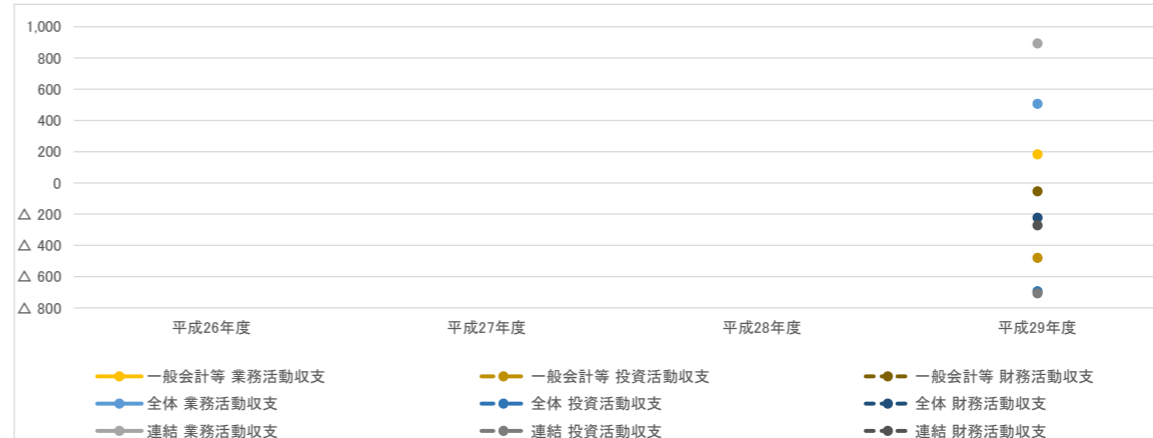 1,000
800
600
400
200
0
△ 200
△ 400
△ 600
△ 800
平成26年度 平成27年度 平成28年度 平成29年度
一般会計等 業務活動収支 一般会計等 投資活動収支 一般会計等 財務活動収支
全体 業務活動収支 全体 投資活動収支 全体 財務活動収支
連結 業務活動収支 連結 投資活動収支 連結 財務活動収支